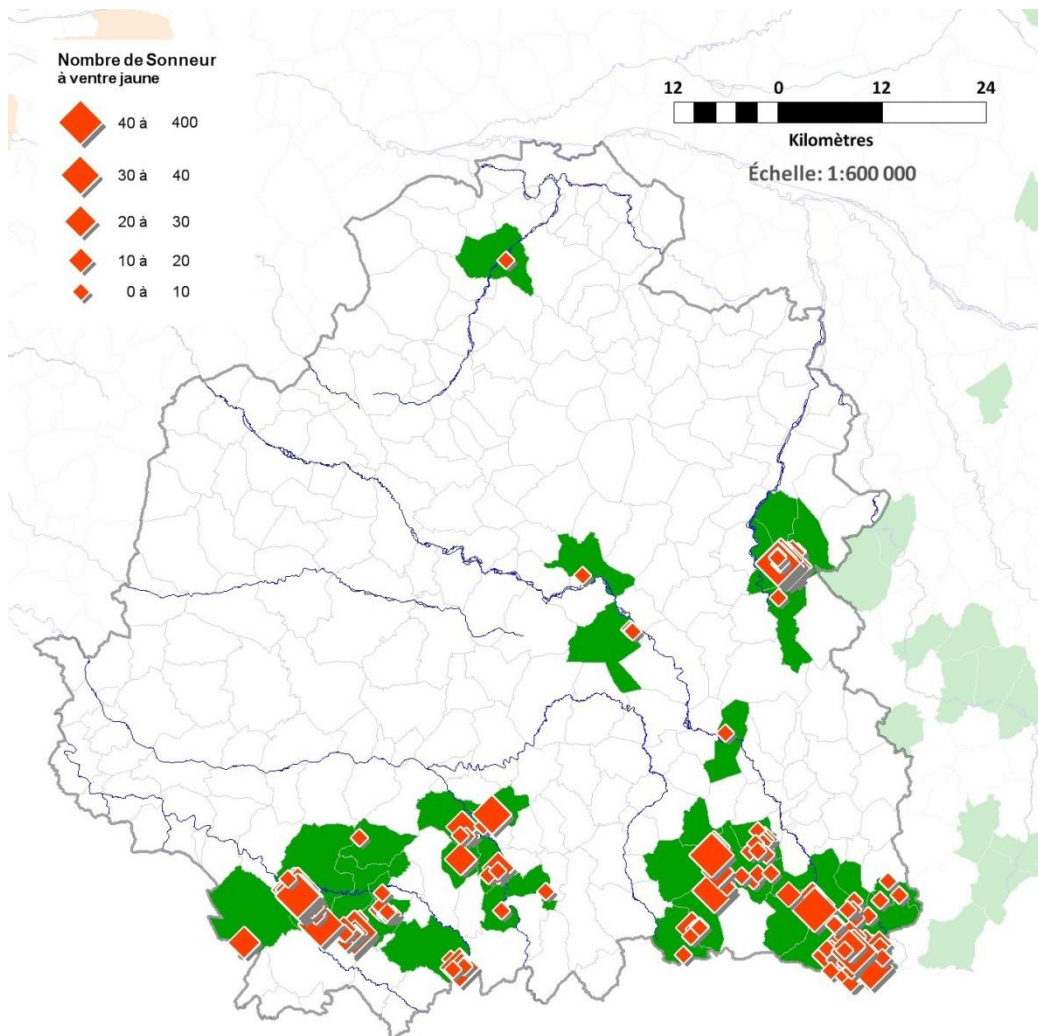 Nombre de Sonneur
à ventre jaune
40 à 400
30 à 40
20 à 30
10 à 20
0 à 10
12 0 12 24
Kilomètres
Échelle: 1:600 000